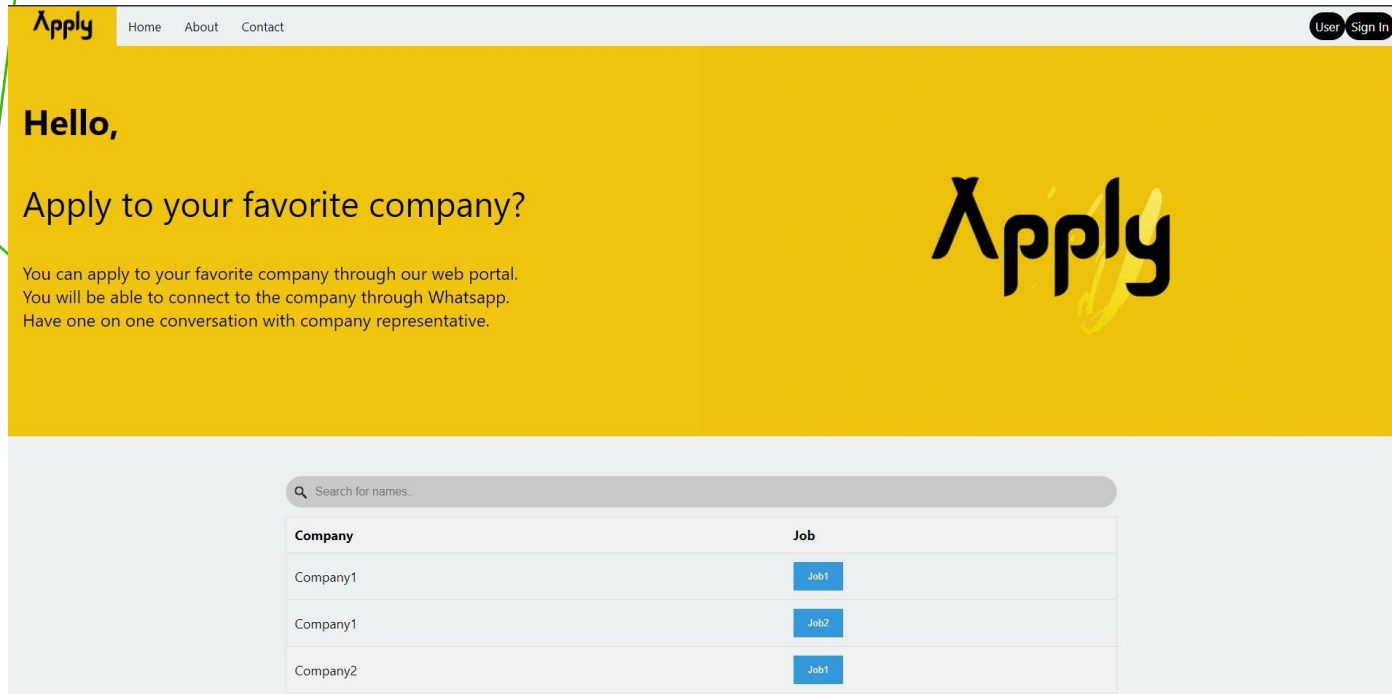 Apply
Home About Contact
User Sign In
Hello,
Apply to your favorite company?
You can apply to your favorite company through our web portal.
You will be able to connect to the company through Whatsapp.
Have one on one conversation with company representative.
Apply
Search for names..
Company Job
Company1 Job1
Company1 Job2
Company2 Job1